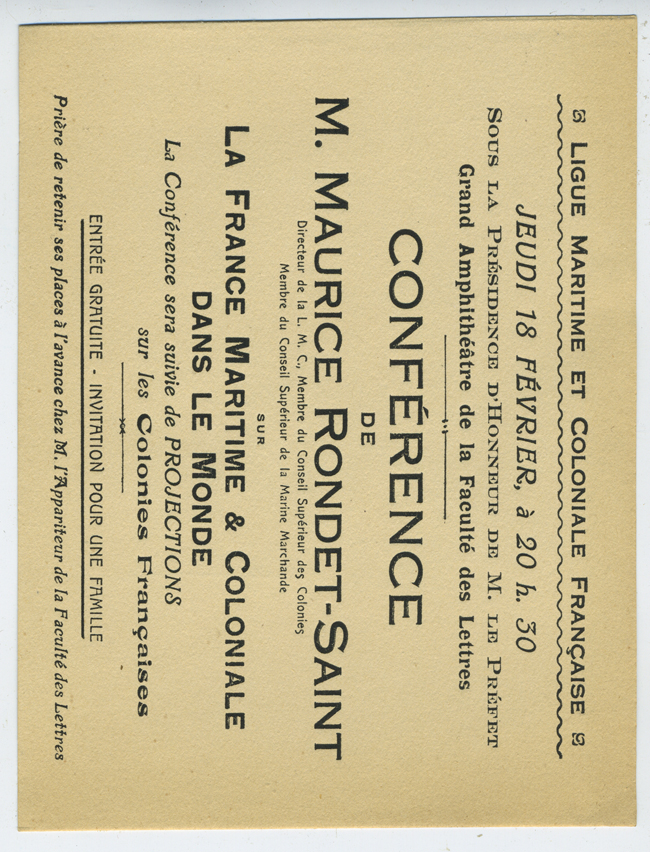 LIGUE MARITIME ET COLONIALE FRANÇAISE
JEUDI 18 FÉVRIER, à 20 h. 30
SOUS LA PRÉSIDENCE D'HONNEUR DE M. LE PRÉFET
Grand Amphithéâtre de la Faculté des Lettres
CONFÉRENCE
DE
M. MAURICE RONDET-SAINT
Directeur de la L. M. C., Membre du Conseil Supérieur des Colonies
Membre du Conseil Supérieur de la Marine Marchande
SUR
LA FRANCE MARITIME & COLONIALE
DANS LE MONDE
La Conférence sera suivie de PROJECTIONS
sur les Colonies Françaises
ENTRÉE GRATUITE - INVITATION POUR UNE FAMILLE
Prière de retenir ses places à l'avance chez M. l'Appariteur de la Faculté des Lettres